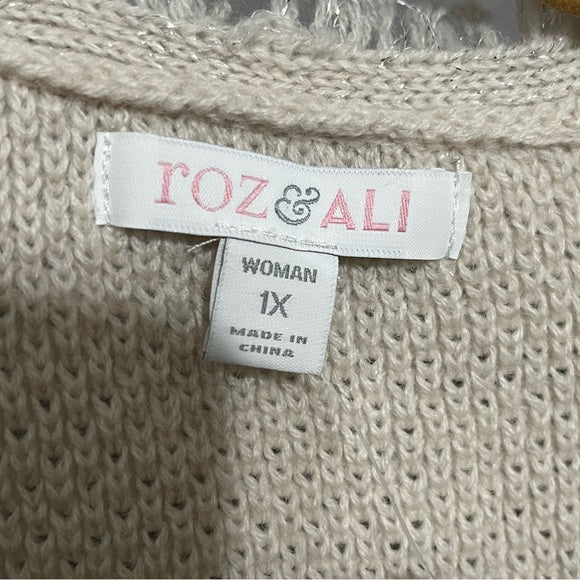 roz & ALI
WOMAN
1X
MADE IN
CHINA